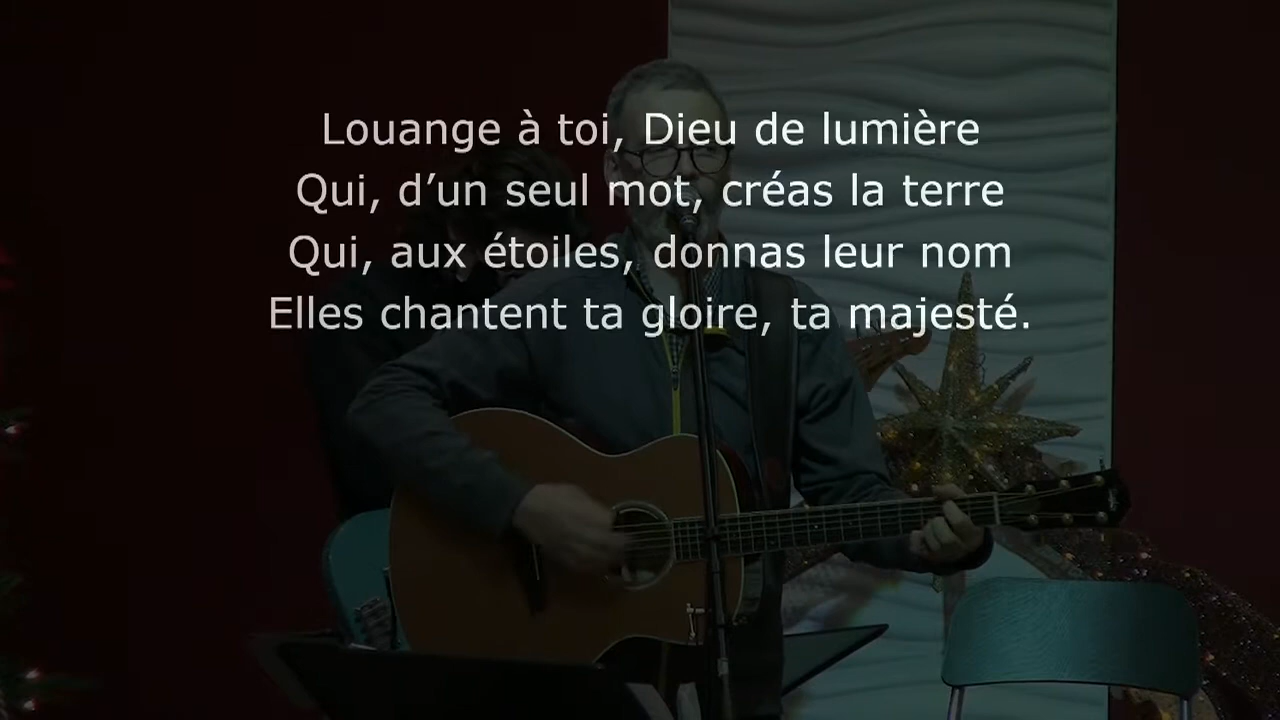 Louange à toi, Dieu de lumière
Qui, d’un seul mot, créas la terre
Qui, aux étoiles, donnas leur nom
Elles chantent ta gloire, ta majesté.